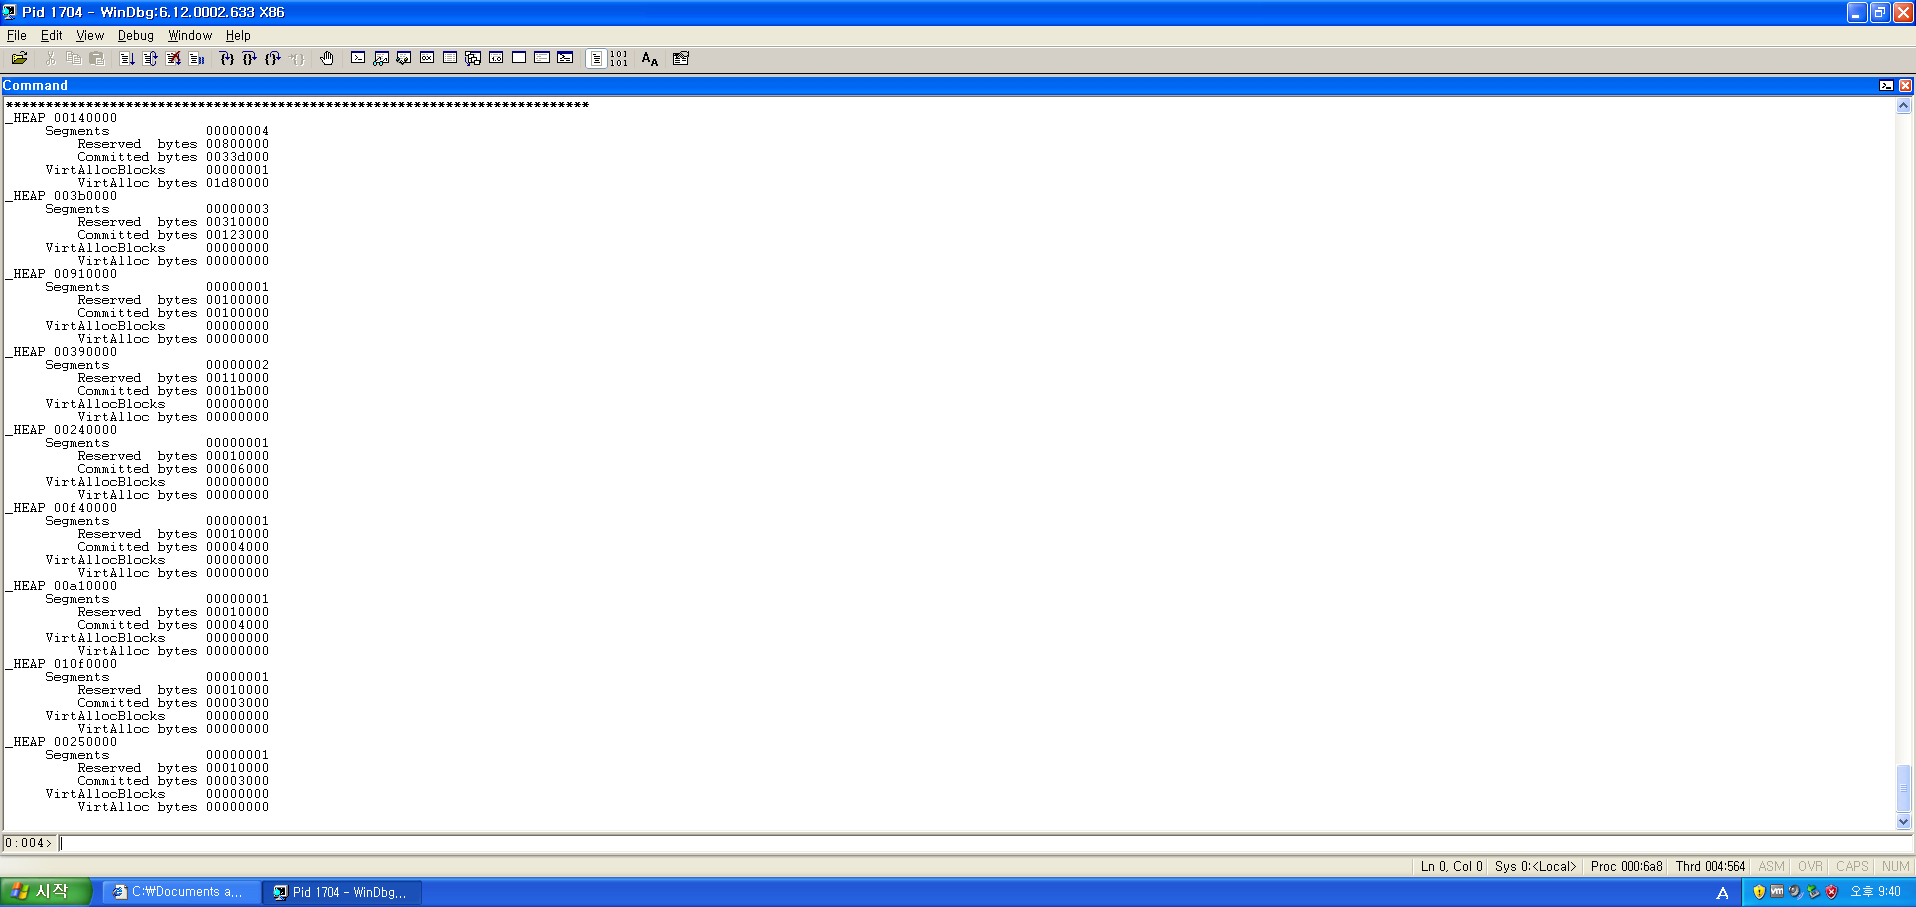 Pid 1704 - WinDbg:6.12.0002.633 X86
File Edit View Debug Window Help
Command
*************************************************************************
_HEAP 00140000
Segments 00000004
Reserved bytes 00800000
Committed bytes 0033d000
VirtAllocBlocks 00000001
VirtAlloc bytes 01d80000
_HEAP 003b0000
Segments 00000003
Reserved bytes 00310000
Committed bytes 00123000
VirtAllocBlocks 00000000
VirtAlloc bytes 00000000
_HEAP 00910000
Segments 00000001
Reserved bytes 00100000
Committed bytes 00100000
VirtAllocBlocks 00000000
VirtAlloc bytes 00000000
_HEAP 00390000
Segments 00000002
Reserved bytes 00110000
Committed bytes 0001b000
VirtAllocBlocks 00000000
VirtAlloc bytes 00000000
_HEAP 00240000
Segments 00000001
Reserved bytes 00010000
Committed bytes 00006000
VirtAllocBlocks 00000000
VirtAlloc bytes 00000000
_HEAP 00f40000
Segments 00000001
Reserved bytes 00010000
Committed bytes 00004000
VirtAllocBlocks 00000000
VirtAlloc bytes 00000000
_HEAP 00a10000
Segments 00000001
Reserved bytes 00010000
Committed bytes 00004000
VirtAllocBlocks 00000000
VirtAlloc bytes 00000000
_HEAP 010f0000
Segments 00000001
Reserved bytes 00010000
Committed bytes 00003000
VirtAllocBlocks 00000000
VirtAlloc bytes 00000000
_HEAP 00250000
Segments 00000001
Reserved bytes 00010000
Committed bytes 00003000
VirtAllocBlocks 00000000
VirtAlloc bytes 00000000
0:004>
Ln 0, Col 0 Sys 0:<Local> Proc 000:6a8 Thrd 004:564 ASM OVR CAPS NUM
시작 C:\Documents a... Pid 1704 - WinDbg... A 오후 9:40